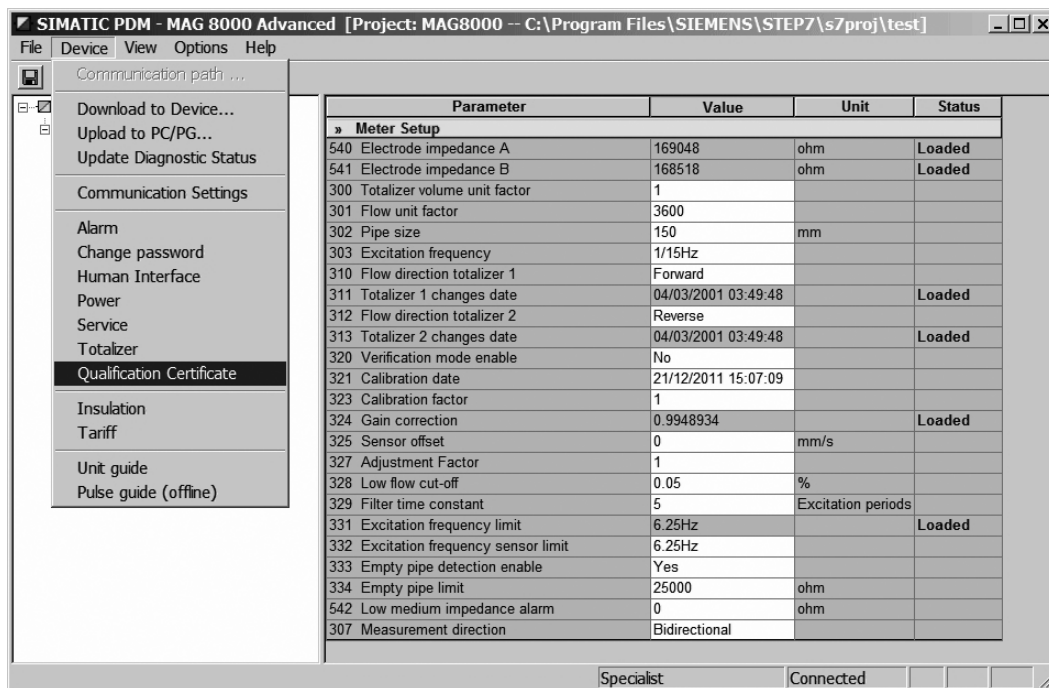 SIMATIC PDM - MAG 8000 Advanced [Project: MAG8000 -- C:\Program Files\SIEMENS\STEP7\s7proj\test]
File Device View Options Help
Communication path ...
Download to Device...
Upload to PC/PG...
Update Diagnostic Status
Communication Settings
Alarm
Change password
Human Interface
Power
Service
Totalizer
Qualification Certificate
Insulation
Tariff
Unit guide
Pulse guide (offline)
Parameter Value Unit Status
» Meter Setup
540 Electrode impedance A 169048 ohm Loaded
541 Electrode impedance B 168518 ohm Loaded
300 Totalizer volume unit factor 1
301 Flow unit factor 3600
302 Pipe size 150 mm
303 Excitation frequency 1/15Hz
310 Flow direction totalizer 1 Forward
311 Totalizer 1 changes date 04/03/2001 03:49:48 Loaded
312 Flow direction totalizer 2 Reverse
313 Totalizer 2 changes date 04/03/2001 03:49:48 Loaded
320 Verification mode enable No
321 Calibration date 21/12/2011 15:07:09
323 Calibration factor 1
324 Gain correction 0.9948934 Loaded
325 Sensor offset 0 mm/s
327 Adjustment Factor 1
328 Low flow cut-off 0.05 %
329 Filter time constant 5 Excitation periods
331 Excitation frequency limit 6.25Hz Loaded
332 Excitation frequency sensor limit 6.25Hz
333 Empty pipe detection enable Yes
334 Empty pipe limit 25000 ohm
542 Low medium impedance alarm 0 ohm
307 Measurement direction Bidirectional
Specialist Connected